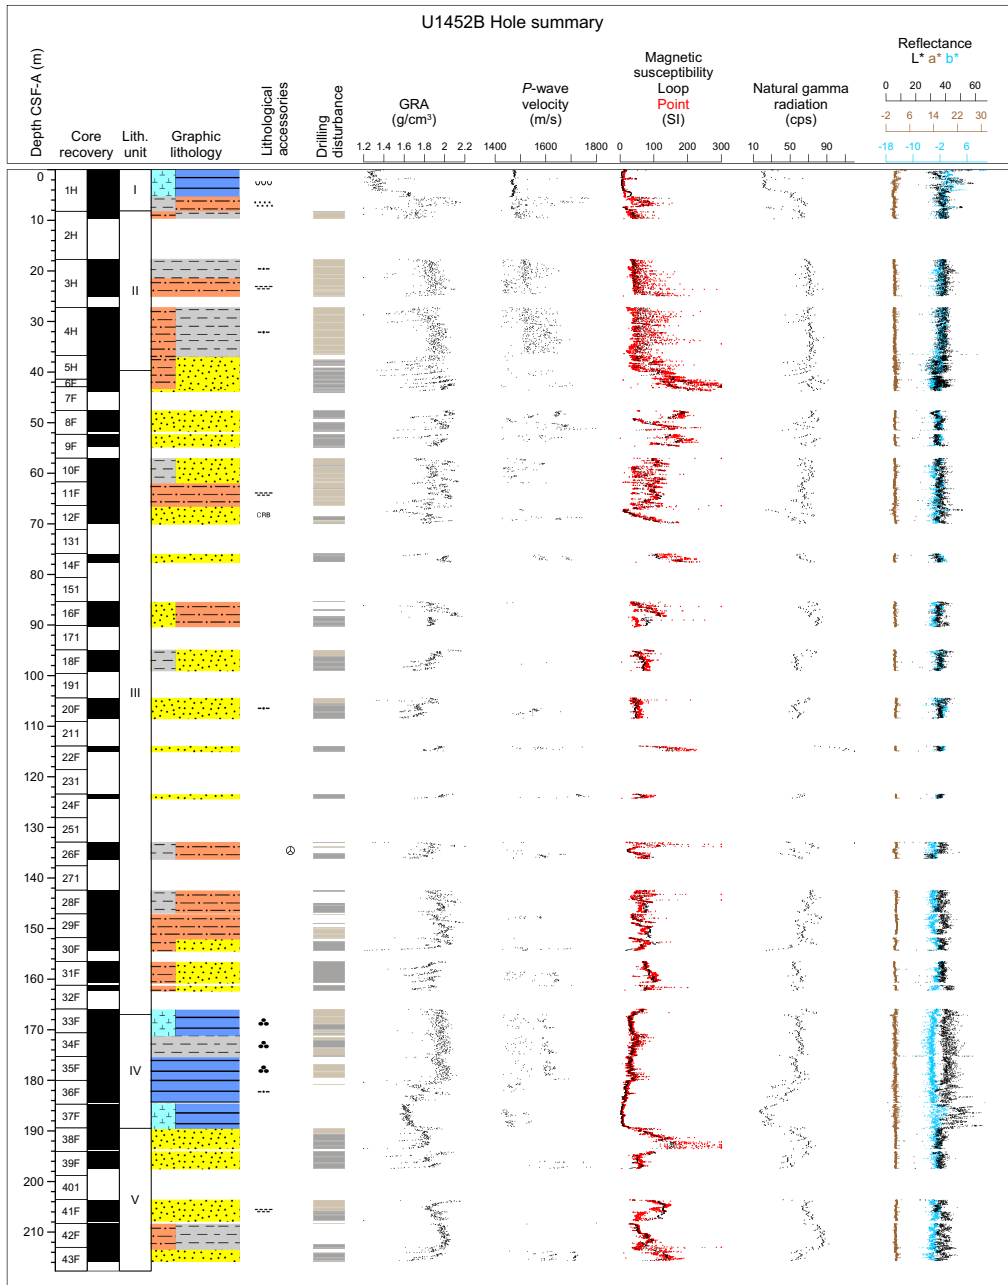 U1452B Hole summary
Depth CSF-A (m)
Core
recovery
Lith.
unit
Graphic
lithology
Lithological
accessories
Drilling
disturbance
GRA
(g/cm³)
1.2 1.4 1.6 1.8 2 2.2
P-wave
velocity
(m/s)
1400 1600 1800
Magnetic
susceptibility
Loop
Point
(SI)
0 100 200 300
Natural gamma
radiation
(cps)
10 50 90
Reflectance
L* a* b*
0 20 40 60
-2 6 14 22 30
-18 -10 -2 6
0
10
20
30
40
50
60
70
80
90
100
110
120
130
140
150
160
170
180
190
200
210
1H
2H
3H
4H
5H
6F
7F
8F
9F
10F
11F
12F
131
14F
151
16F
171
18F
191
20F
211
22F
231
24F
251
26F
271
28F
29F
30F
31F
32F
33F
34F
35F
36F
37F
38F
39F
401
41F
42F
43F
I
II
III
IV
V
CRB